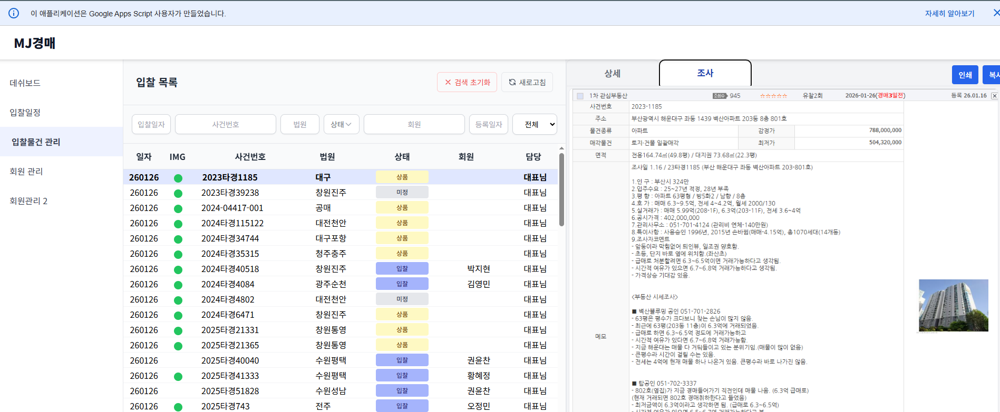 이 애플리케이션은 Google Apps Script 사용자가 만들었습니다.
자세히 알아보기
MJ경매
데쉬보드
입찰일정
입찰물건 관리
회원 관리
회원관리 2
입찰 목록
검색 초기화
새로고침
입찰일자 사건번호 법원 상태 회원 등록일자 전체
일자 IMG 사건번호 법원 상태 회원 담당
260126 2023타경1185 대구 상품 대표님
260126 2023타경39238 창원진주 미정 대표님
260126 2024-04417-001 공매 상품 대표님
260126 2024타경115122 대전천안 상품 대표님
260126 2024타경34744 대구포항 상품 대표님
260126 2024타경35315 청주충주 상품 대표님
260126 2024타경40518 창원진주 입찰 박지현 대표님
260126 2024타경4084 광주순천 입찰 김영민 대표님
260126 2024타경4802 대전천안 미정 대표님
260126 2024타경6471 창원진주 상품 대표님
260126 2025타경21331 창원통영 상품 대표님
260126 2025타경21365 창원통영 상품 대표님
260126 2025타경40040 수원평택 입찰 권윤찬 대표님
260126 2025타경41333 수원평택 입찰 황혜정 대표님
260126 2025타경51828 수원성남 입찰 권윤찬 대표님
260126 2025타경743 전주 입찰 오정민 대표님
상세
조사
인쇄
복사
1차 관심부동산 조회수 945 ☆☆☆☆☆ 유찰2회 2026-01-26(경매3일전) 등록 26.01.16
사건번호 2023-1185
주소 부산광역시 해운대구 좌동 1439 벽산아파트 203동 8층 801호
물건종류 아파트 감정가 788,000,000
매각물건 토지·건물 일괄매각 최저가 504,320,000
면적 전용164.74㎡(49.8평) / 대지권 73.68㎡(22.3평)
메모
조사일 1.16 / 23타경1185 (부산 해운대구 좌동 벽산아파트 203-801호)
1.인 구 : 부산시 324만
2.입주수요 : 25~27년 적정, 28년 부족
3.평 향 : 아파트 63평형 / 방5화2 / 남향 / 8층
4.호 가 : 매매 6.3~9.5억, 전세 4~4.2억, 월세 2000/130
5.실거래가 : 매매 5.99억(208-1F), 6.3억(203-11F), 전세 3.6~4억
6.공시가격 : 402,000,000
7.관리사무소 : 051-701-4124 (관리비 연체-140만원)
8.특이사항 : 사용승인 1996년, 2015년 손바뀜(매매-4.15억), 총1070세대(14개동)
9.조사자코멘트
- 앞동이라 막힘없어 틔인뷰, 일조권 양호함.
- 초등, 단지 바로 옆에 위치함.(좌산초)
- 급매로 처분할려면 6.3~6.5억이면 거래가능하다고 생각됨.
- 시간적 여유가 있으면 6.7~6.8억 거래가능하다고 생각됨.
- 가격상승 기대감 있음.
<부동산 시세조사>
■ 벽산블루밍 공인 051-701-2826
- 63평은 평수가 크다보니 찾는 손님이 많지 않음.
- 최근에 63평(203동 11층)이 6.3억에 거래되었음.
- 급매로 하면 6.3~6.5억 정도에 거래가능하고
- 시간적 여유가 있다면 6.7~6.8억 거래가능함.
- 지금 해운대는 매물 다 거둬들이고 있는 분위기임.(매물이 많이 없음)
- 큰평수라 시간이 걸릴 수는 있음.
- 전세는 4억에 현재 매물 하나 나온거 있음. 큰평수라 바로 나가진 않음.
■ 탑공인 051-702-3337
- 802호(옆집)가 지금 경매들어가기 직전인데 매물 나옴. (6.3억 급매로)
(현재 거래되면 802호 경매취하한다고 들었음)
- 최저금액이 6.3억이라고 생각하면 됨. (급매로 6.3~6.5억)